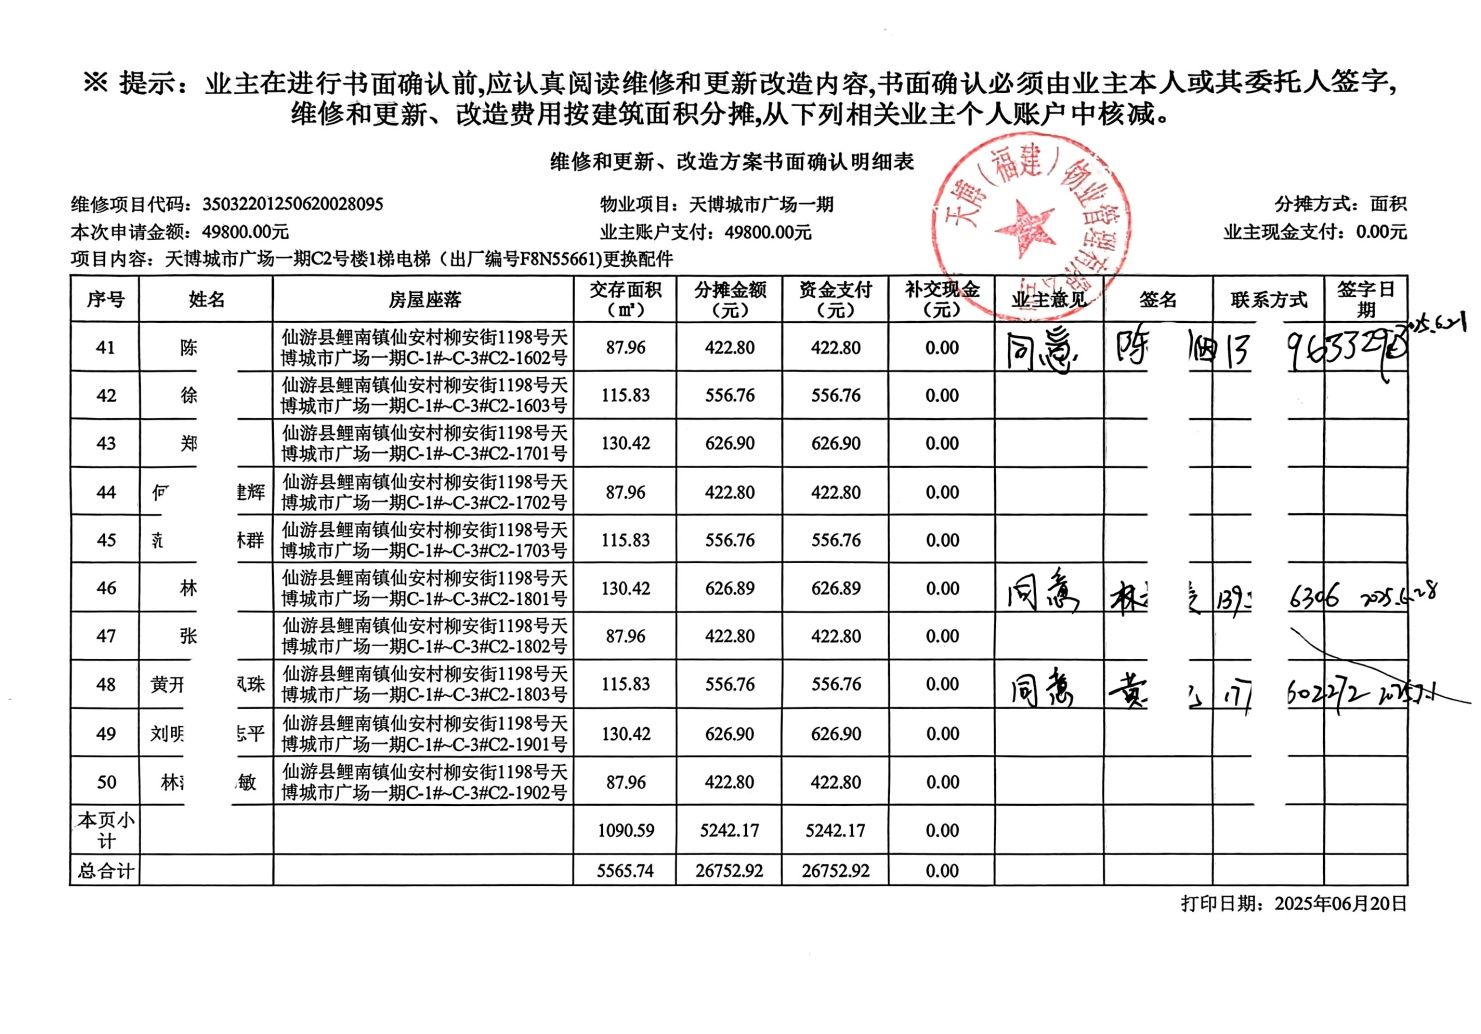 ※ 提示：业主在进行书面确认前,应认真阅读维修和更新改造内容,书面确认必须由业主本人或其委托人签字,
维修和更新、改造费用按建筑面积分摊,从下列相关业主个人账户中核减。
维修和更新、改造方案书面确认明细表
天博（福建）物业管理有限公司
维修项目代码：35032201250620028095 物业项目：天博城市广场一期 分摊方式：面积
本次申请金额：49800.00元 业主账户支付：49800.00元 业主现金支付：0.00元
项目内容：天博城市广场一期C2号楼1梯电梯（出厂编号F8N55661)更换配件
序号 姓名 房屋座落 交存面积（㎡） 分摊金额（元） 资金支付（元） 补交现金（元） 业主意见 签名 联系方式 签字日期
41 陈 仙游县鲤南镇仙安村柳安街1198号天博城市广场一期C-1#~C-3#C2-1602号 87.96 422.80 422.80 0.00 同意 陈 13 963329 2025.6.21
42 徐 仙游县鲤南镇仙安村柳安街1198号天博城市广场一期C-1#~C-3#C2-1603号 115.83 556.76 556.76 0.00
43 郑 仙游县鲤南镇仙安村柳安街1198号天博城市广场一期C-1#~C-3#C2-1701号 130.42 626.90 626.90 0.00
44 何 建辉 仙游县鲤南镇仙安村柳安街1198号天博城市广场一期C-1#~C-3#C2-1702号 87.96 422.80 422.80 0.00
45 林群 仙游县鲤南镇仙安村柳安街1198号天博城市广场一期C-1#~C-3#C2-1703号 115.83 556.76 556.76 0.00
46 林 仙游县鲤南镇仙安村柳安街1198号天博城市广场一期C-1#~C-3#C2-1801号 130.42 626.89 626.89 0.00 同意 林 139 6306 2025.6.28
47 张 仙游县鲤南镇仙安村柳安街1198号天博城市广场一期C-1#~C-3#C2-1802号 87.96 422.80 422.80 0.00
48 黄开 凤珠 仙游县鲤南镇仙安村柳安街1198号天博城市广场一期C-1#~C-3#C2-1803号 115.83 556.76 556.76 0.00 同意 黄 177 602272 2025.7.1
49 刘明 志平 仙游县鲤南镇仙安村柳安街1198号天博城市广场一期C-1#~C-3#C2-1901号 130.42 626.90 626.90 0.00
50 林 敏 仙游县鲤南镇仙安村柳安街1198号天博城市广场一期C-1#~C-3#C2-1902号 87.96 422.80 422.80 0.00
本页小计 1090.59 5242.17 5242.17 0.00
总合计 5565.74 26752.92 26752.92 0.00
打印日期：2025年06月20日